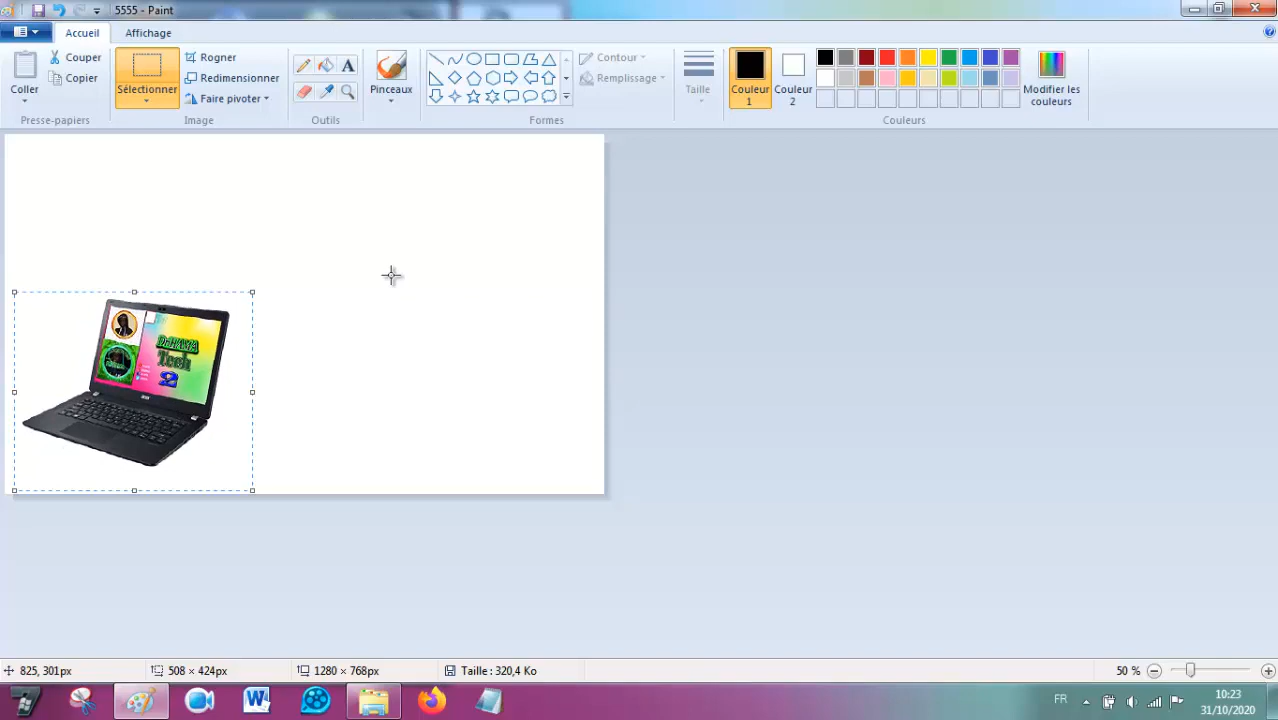 5555 - Paint
Accueil
Affichage
Coller
Couper
Copier
Presse-papiers
Sélectionner
Rogner
Redimensionner
Faire pivoter
Image
A
Outils
Pinceaux
Contour
Remplissage
Formes
Taille
Couleur
1
Couleur
2
Modifier les
couleurs
Couleurs
Tech
2
825, 301px
508 × 424px
1280 × 768px
Taille : 320,4 Ko
50 %
FR
10:23
31/10/2020